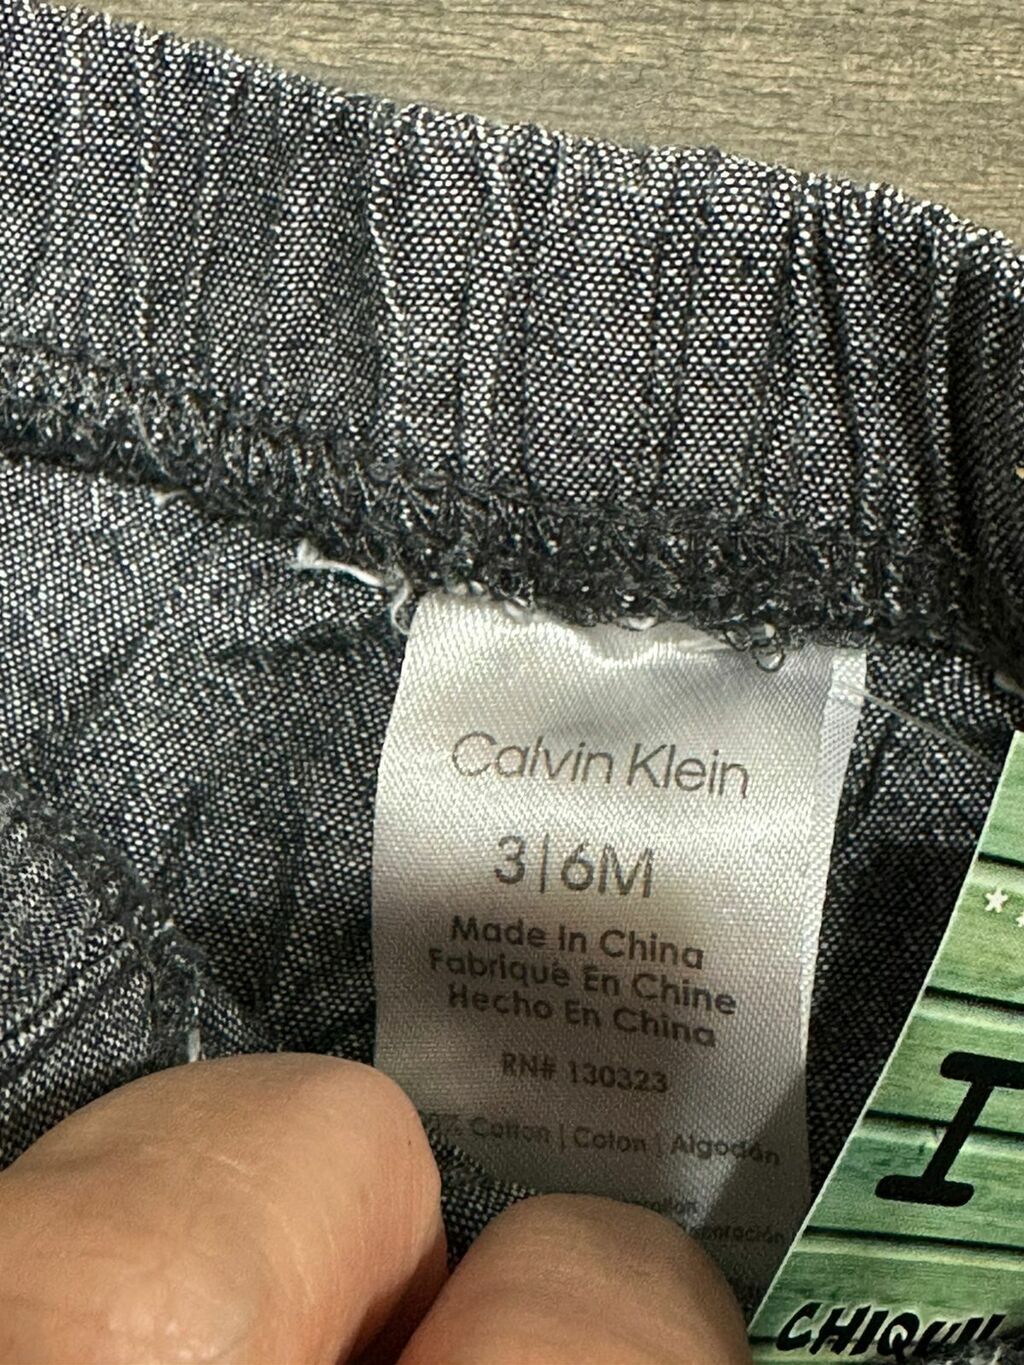 Calvin Klein
3|6M
Made In China
Fabriqué En Chine
Hecho En China
RN# 130323
% Cotton | Coton | Algodón
I